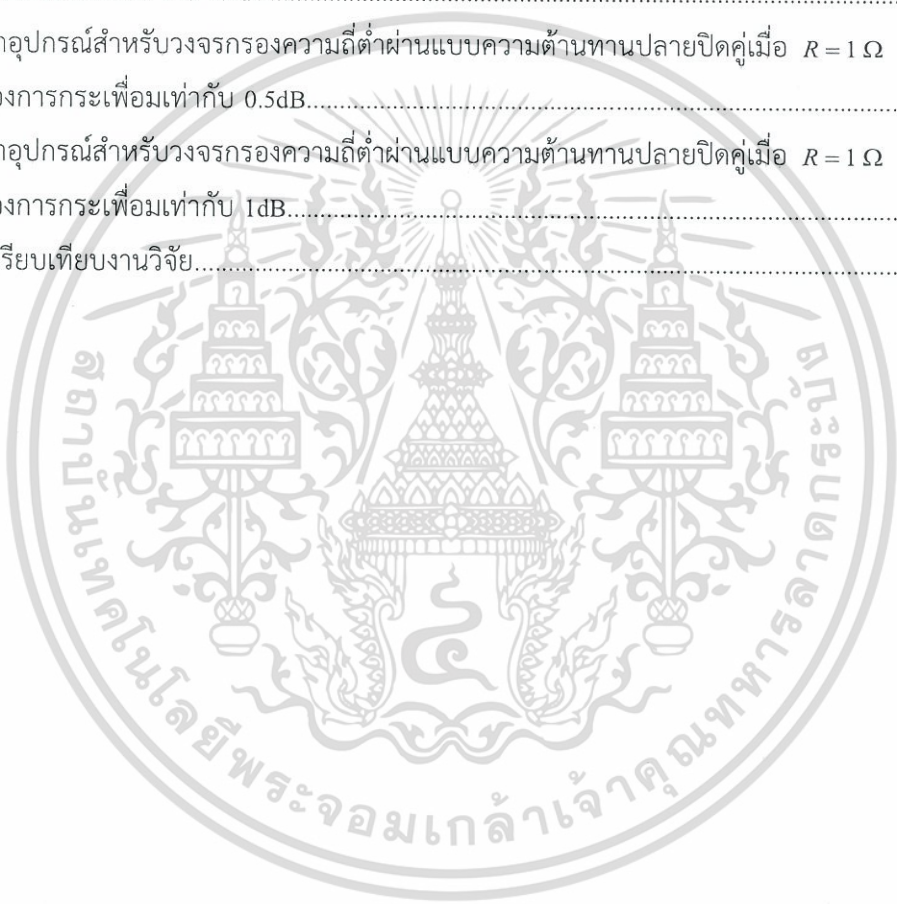 าอุปกรณ์สำหรับวงจรกรองความถี่ต่ำผ่านแบบความต้านทานปลายปิดคู่เมื่อ R = 1 Ω
องการกระเพื่อมเท่ากับ 0.5dB
าอุปกรณ์สำหรับวงจรกรองความถี่ต่ำผ่านแบบความต้านทานปลายปิดคู่เมื่อ R = 1 Ω
องการกระเพื่อมเท่ากับ 1dB
รียบเทียบงานวิจัย
สถาบันเทคโนโลยีพระจอมเกล้าเจ้าคุณทหารลาดกระบัง